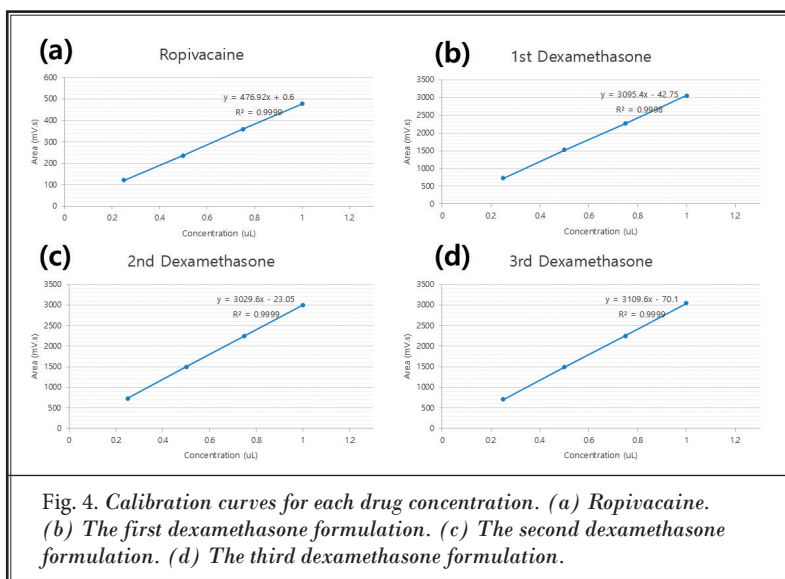 (a)
Ropivacaine
600
500
400
300
200
100
0
0 0.2 0.4 0.6 0.8 1 1.2
Area (mV.s)
Concentration (uL)
y = 476.92x + 0.6
R² = 0.9999
(b)
1st Dexamethasone
3500
3000
2500
2000
1500
1000
500
0
0 0.2 0.4 0.6 0.8 1 1.2
Area (mV.s)
Concentration (uL)
y = 3095.4x - 42.75
R² = 0.9998
(c)
2nd Dexamethasone
3500
3000
2500
2000
1500
1000
500
0
0 0.2 0.4 0.6 0.8 1 1.2
Area (mV.s)
Concentration (uL)
y = 3029.6x - 23.05
R² = 0.9999
(d)
3rd Dexamethasone
3500
3000
2500
2000
1500
1000
500
0
0 0.2 0.4 0.6 0.8 1 1.2
Area (mV.s)
Concentration (uL)
y = 3109.6x - 70.1
R² = 0.9999
Fig. 4. Calibration curves for each drug concentration. (a) Ropivacaine.
(b) The first dexamethasone formulation. (c) The second dexamethasone
formulation. (d) The third dexamethasone formulation.